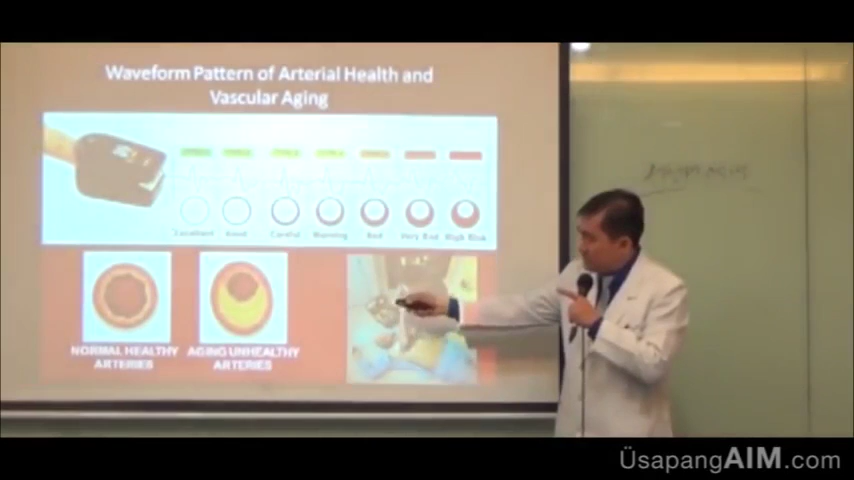 Waveform Pattern of Arterial Health and
Vascular Aging
Excellent Good Careful Warning Bad Very Bad High Risk
NORMAL HEALTHY
ARTERIES
AGING UNHEALTHY
ARTERIES
ÜsapangAIM.com